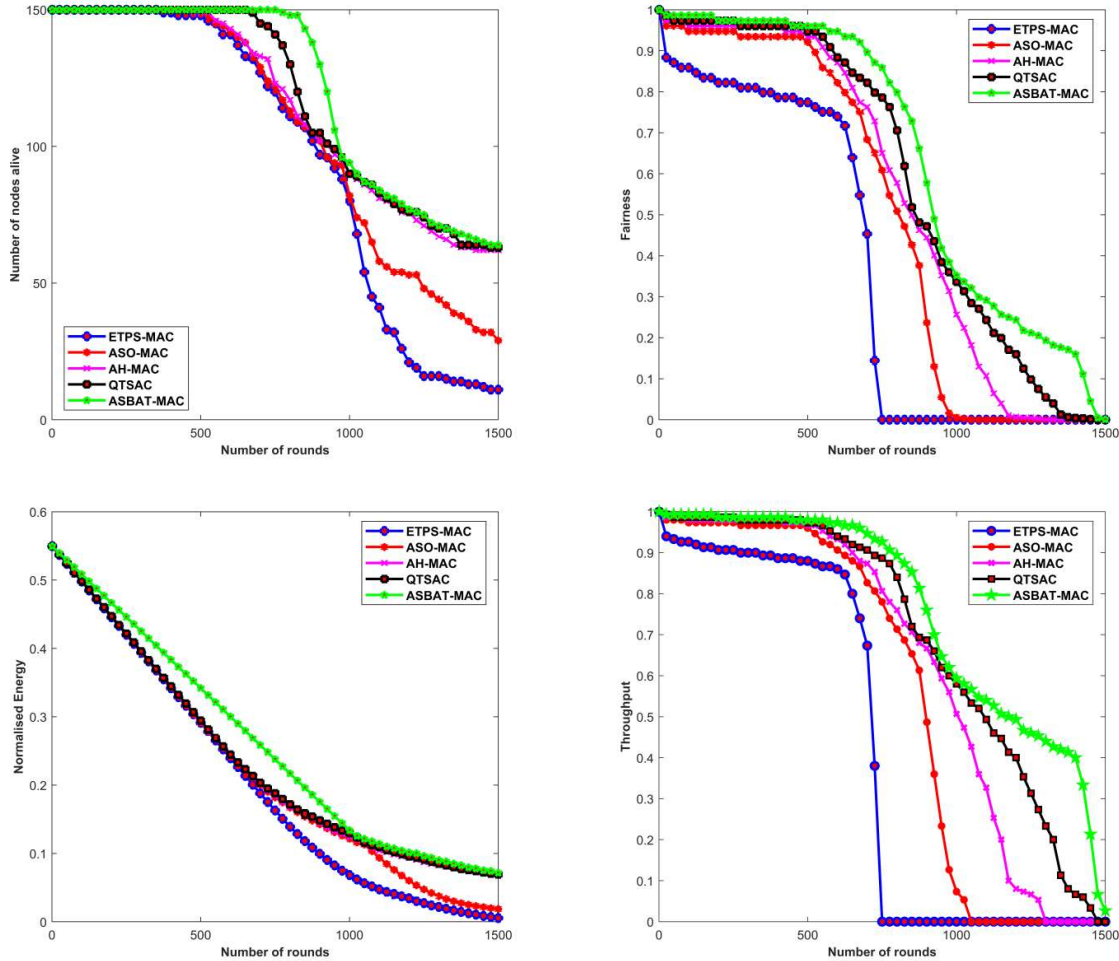 150
100
50
0
Number of nodes alive
ETPS-MAC
ASO-MAC
AH-MAC
QTSAC
ASBAT-MAC
0 500 1000 1500
Number of rounds
1
0.9
0.8
0.7
0.6
0.5
0.4
0.3
0.2
0.1
0
Fairness
ETPS-MAC
ASO-MAC
AH-MAC
QTSAC
ASBAT-MAC
0 500 1000 1500
Number of rounds
0.6
0.5
0.4
0.3
0.2
0.1
0
Normalised Energy
ETPS-MAC
ASO-MAC
AH-MAC
QTSAC
ASBAT-MAC
0 500 1000 1500
Number of rounds
1
0.9
0.8
0.7
0.6
0.5
0.4
0.3
0.2
0.1
0
Throughput
ETPS-MAC
ASO-MAC
AH-MAC
QTSAC
ASBAT-MAC
0 500 1000 1500
Number of rounds